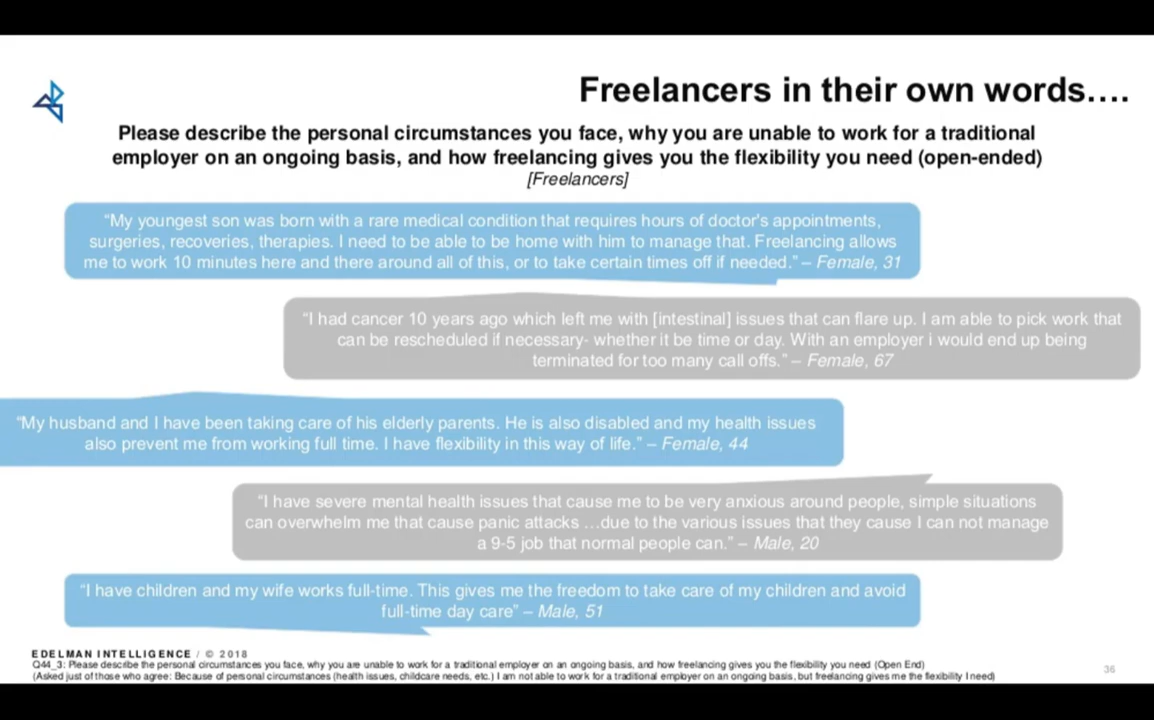 Freelancers in their own words….
Please describe the personal circumstances you face, why you are unable to work for a traditional
employer on an ongoing basis, and how freelancing gives you the flexibility you need (open-ended)
[Freelancers]
“My youngest son was born with a rare medical condition that requires hours of doctor's appointments,
surgeries, recoveries, therapies. I need to be able to be home with him to manage that. Freelancing allows
me to work 10 minutes here and there around all of this, or to take certain times off if needed.” – Female, 31
“I had cancer 10 years ago which left me with [intestinal] issues that can flare up. I am able to pick work that
can be rescheduled if necessary- whether it be time or day. With an employer i would end up being
terminated for too many call offs.” – Female, 67
“My husband and I have been taking care of his elderly parents. He is also disabled and my health issues
also prevent me from working full time. I have flexibility in this way of life.” – Female, 44
“I have severe mental health issues that cause me to be very anxious around people, simple situations
can overwhelm me that cause panic attacks …due to the various issues that they cause I can not manage
a 9-5 job that normal people can.” – Male, 20
“I have children and my wife works full-time. This gives me the freedom to take care of my children and avoid
full-time day care” – Male, 51
EDELMAN INTELLIGENCE / © 2018
Q44_3: Please describe the personal circumstances you face, why you are unable to work for a traditional employer on an ongoing basis, and how freelancing gives you the flexibility you need (Open End)
(Asked just of those who agree: Because of personal circumstances (health issues, childcare needs, etc.) I am not able to work for a traditional employer on an ongoing basis, but freelancing gives me the flexibility I need)
36